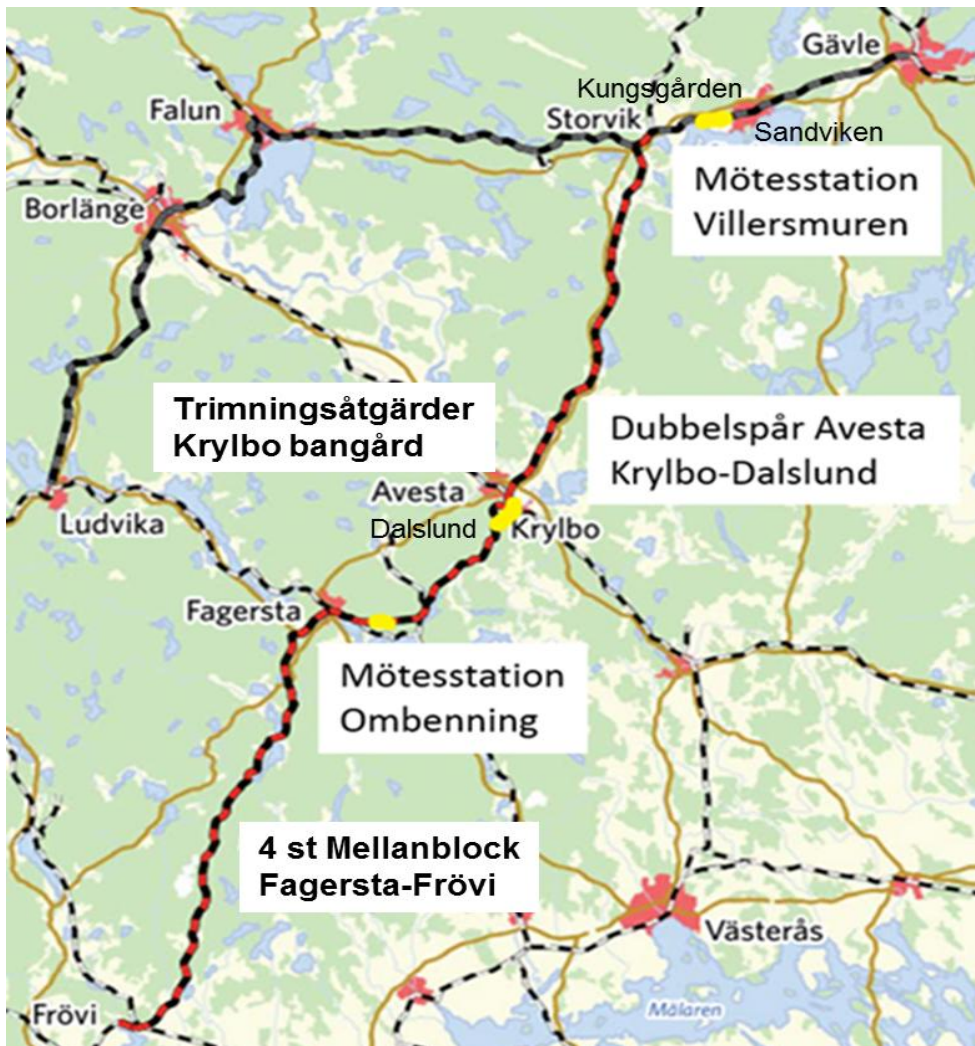 Gävle
Kungsgården
Falun
Storvik
Sandviken
Mötesstation
Villersmuren
Borlänge
Trimningsåtgärder
Krylbo bangård
Dubbelspår Avesta
Krylbo-Dalslund
Avesta
Ludvika
Dalslund
Krylbo
Fagersta
Mötesstation
Ombenning
4 st Mellanblock
Fagersta-Frövi
Västerås
Frövi
Mälaren